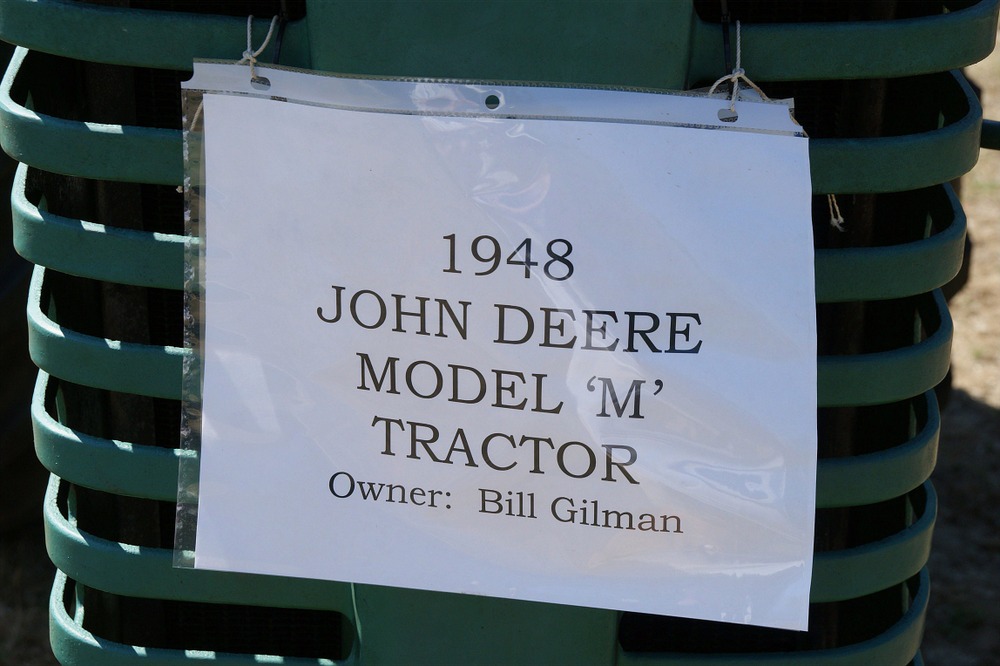 1948
JOHN DEERE
MODEL ‘M’
TRACTOR
Owner: Bill Gilman